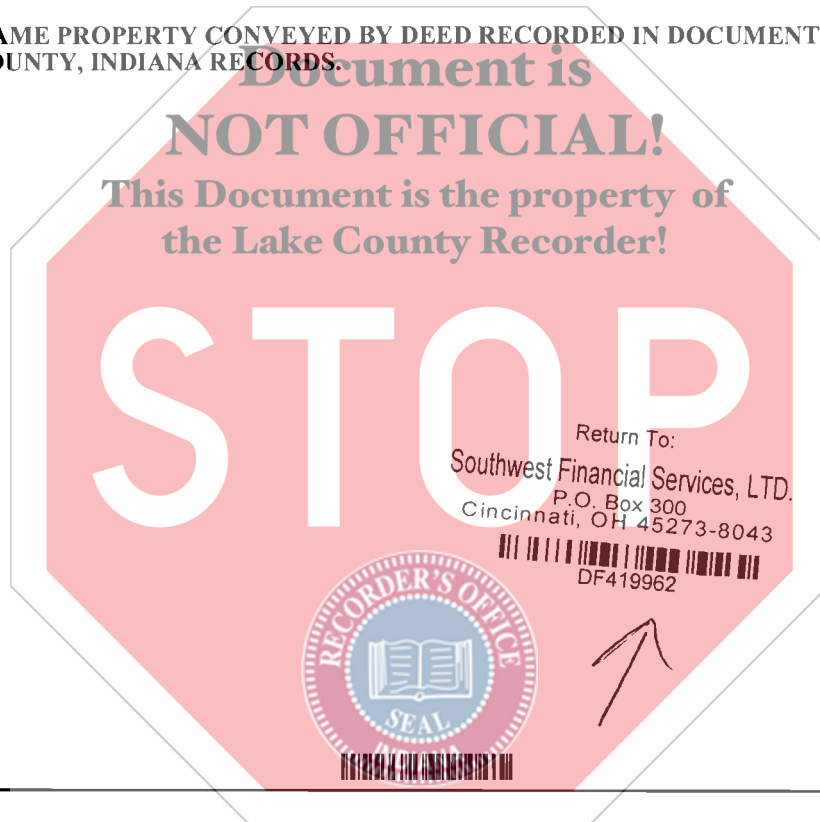 AME PROPERTY CONVEYED BY DEED RECORDED IN DOCUMENT
OUNTY, INDIANA RECORDS.
Document is
NOT OFFICIAL!
This Document is the property of
the Lake County Recorder!
STOP
Return To:
Southwest Financial Services, LTD.
P.O. Box 300
Cincinnati, OH 45273-8043
DF419962
RECORDER'S OFFICE
SEAL
INDIANA